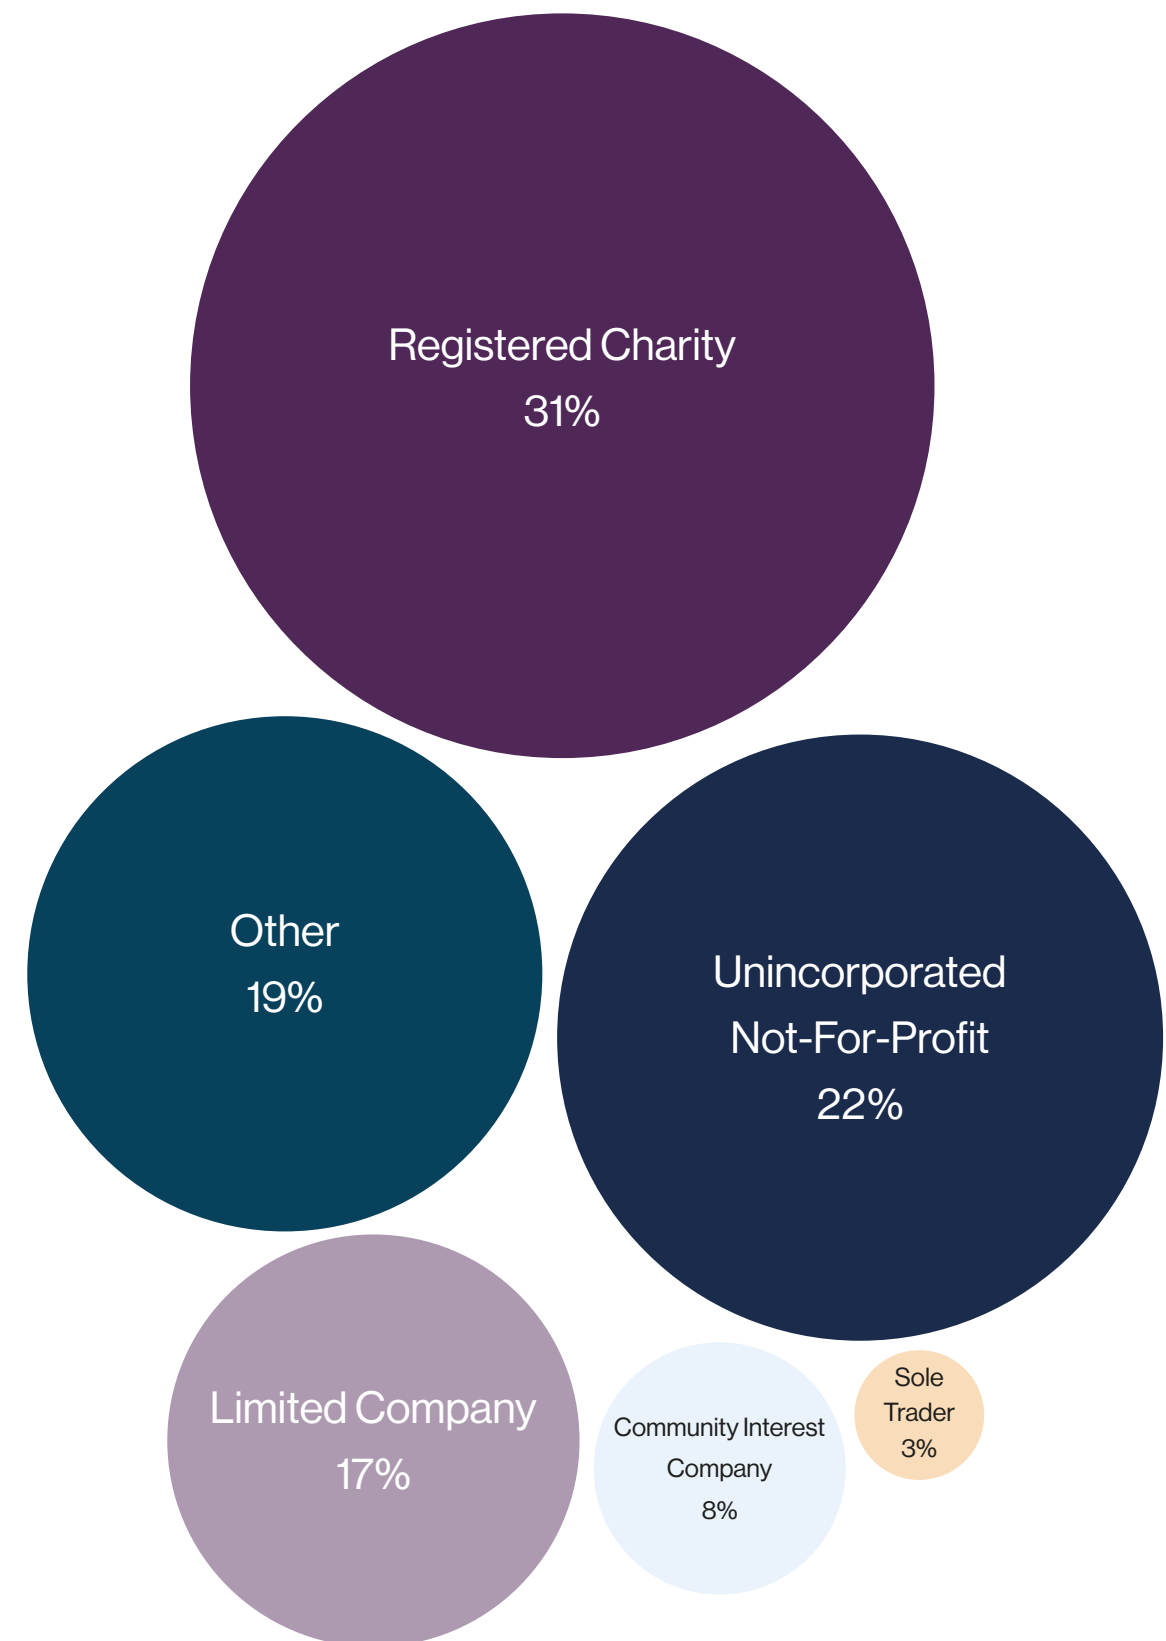 Registered Charity
31%
Other
19%
Unincorporated
Not-For-Profit
22%
Limited Company
17%
Community Interest
Company
8%
Sole
Trader
3%